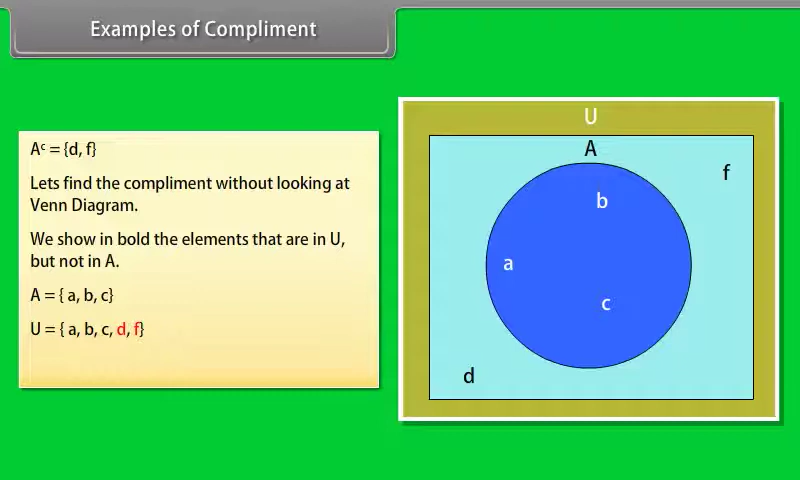 Examples of Compliment
Aᶜ = {d, f}
Lets find the compliment without looking at
Venn Diagram.
We show in bold the elements that are in U,
but not in A.
A = { a, b, c}
U = { a, b, c, d, f}
U
A
f
b
a
c
d